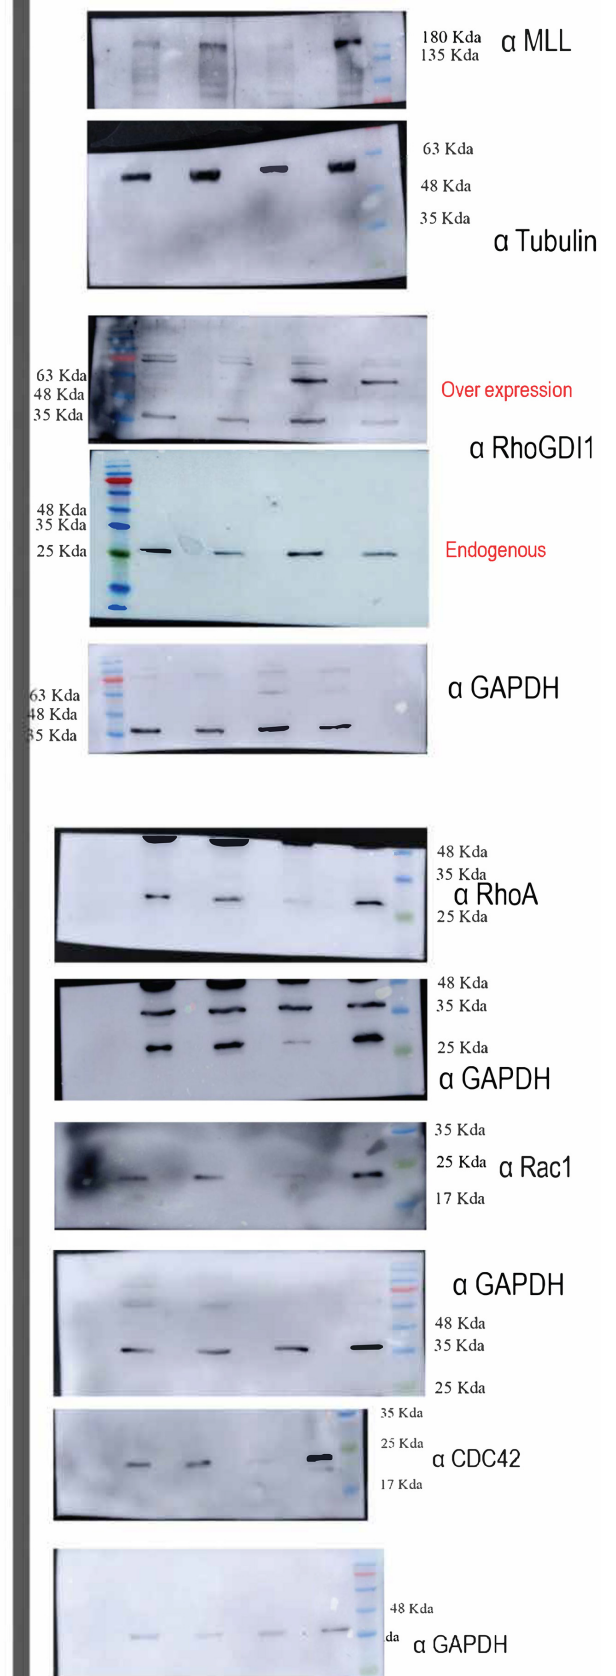 180 Kda
α MLL
135 Kda
63 Kda
48 Kda
35 Kda
α Tubulin
63 Kda
48 Kda
35 Kda
Over expression
α RhoGDI1
48 Kda
35 Kda
25 Kda
Endogenous
α GAPDH
63 Kda
48 Kda
35 Kda
48 Kda
35 Kda
α RhoA
25 Kda
48 Kda
35 Kda
25 Kda
α GAPDH
35 Kda
25 Kda
α Rac1
17 Kda
α GAPDH
48 Kda
35 Kda
25 Kda
35 Kda
25 Kda
α CDC42
17 Kda
48 Kda
da
α GAPDH